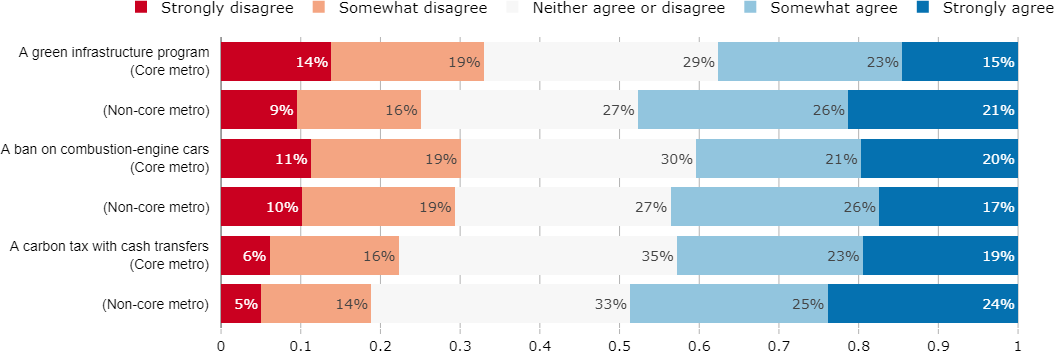 Strongly disagree Somewhat disagree Neither agree or disagree Somewhat agree Strongly agree
A green infrastructure program
(Core metro)
14% 19% 29% 23% 15%
(Non-core metro) 9% 16% 27% 26% 21%
A ban on combustion-engine cars
(Core metro)
11% 19% 30% 21% 20%
(Non-core metro) 10% 19% 27% 26% 17%
A carbon tax with cash transfers
(Core metro)
6% 16% 35% 23% 19%
(Non-core metro) 5% 14% 33% 25% 24%
0 0.1 0.2 0.3 0.4 0.5 0.6 0.7 0.8 0.9 1